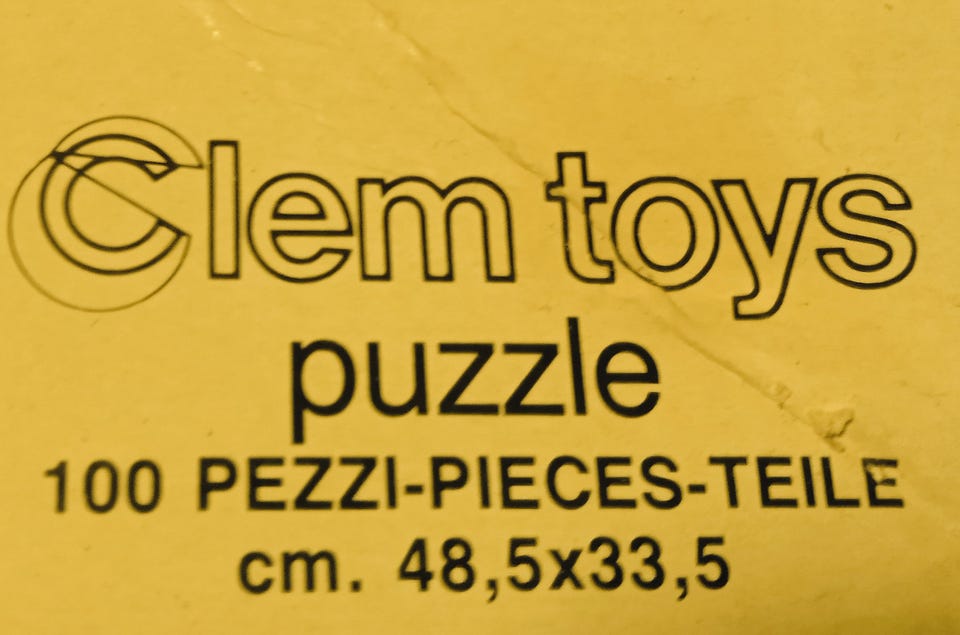 Clem toys
puzzle
100 PEZZI-PIECES-TEILE
cm. 48,5x33,5